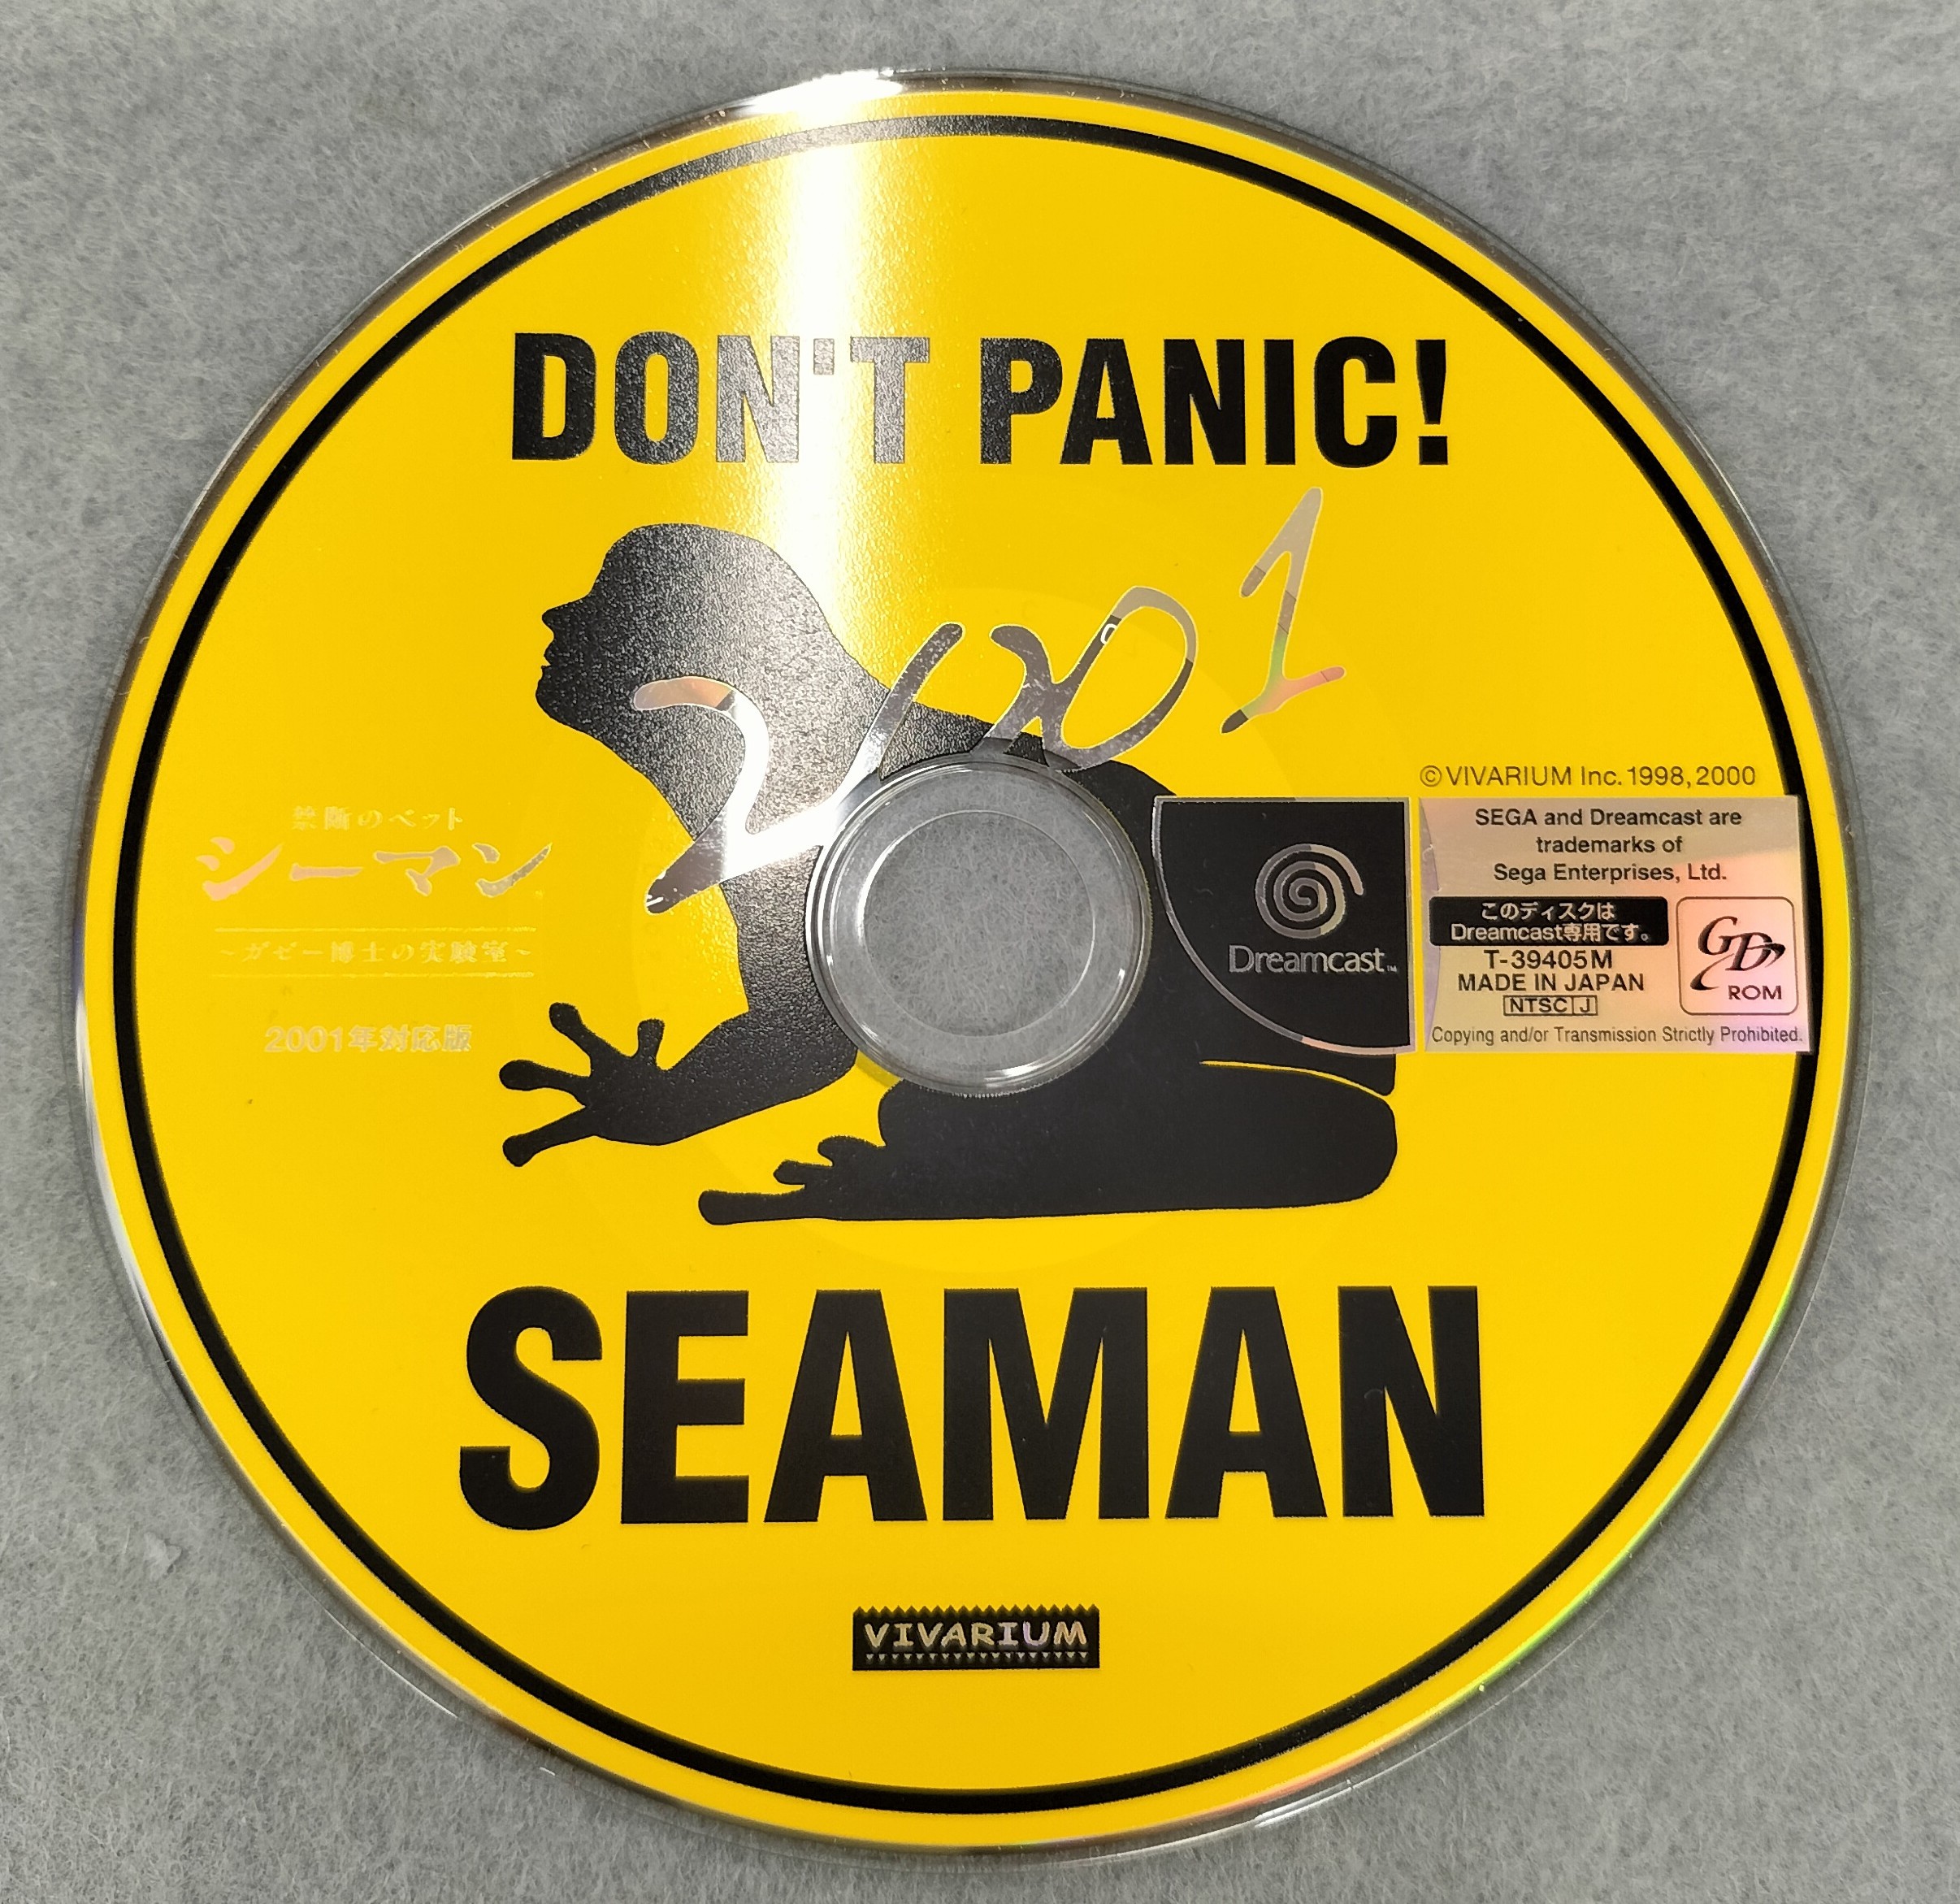 DON'T PANIC!
2001
©VIVARIUM Inc. 1998, 2000
禁断のペット
シーマン
~ガゼー博士の実験室~
2001年対応版
Dreamcast™
SEGA and Dreamcast are
trademarks of
Sega Enterprises, Ltd.
このディスクは
Dreamcast専用です。
T-39405M
MADE IN JAPAN
NTSC J
GD
ROM
Copying and/or Transmission Strictly Prohibited.
SEAMAN
VIVARIUM